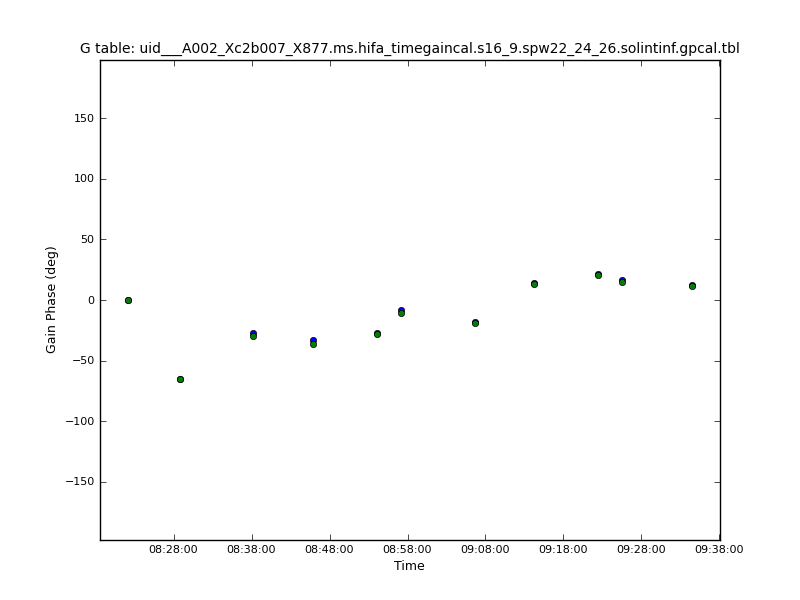 G table: uid___A002_Xc2b007_X877.ms.hifa_timegaincal.s16_9.spw22_24_26.solintinf.gpcal.tbl
150
100
50
0
−50
−100
−150
Gain Phase (deg)
08:28:00 08:38:00 08:48:00 08:58:00 09:08:00 09:18:00 09:28:00 09:38:00
Time